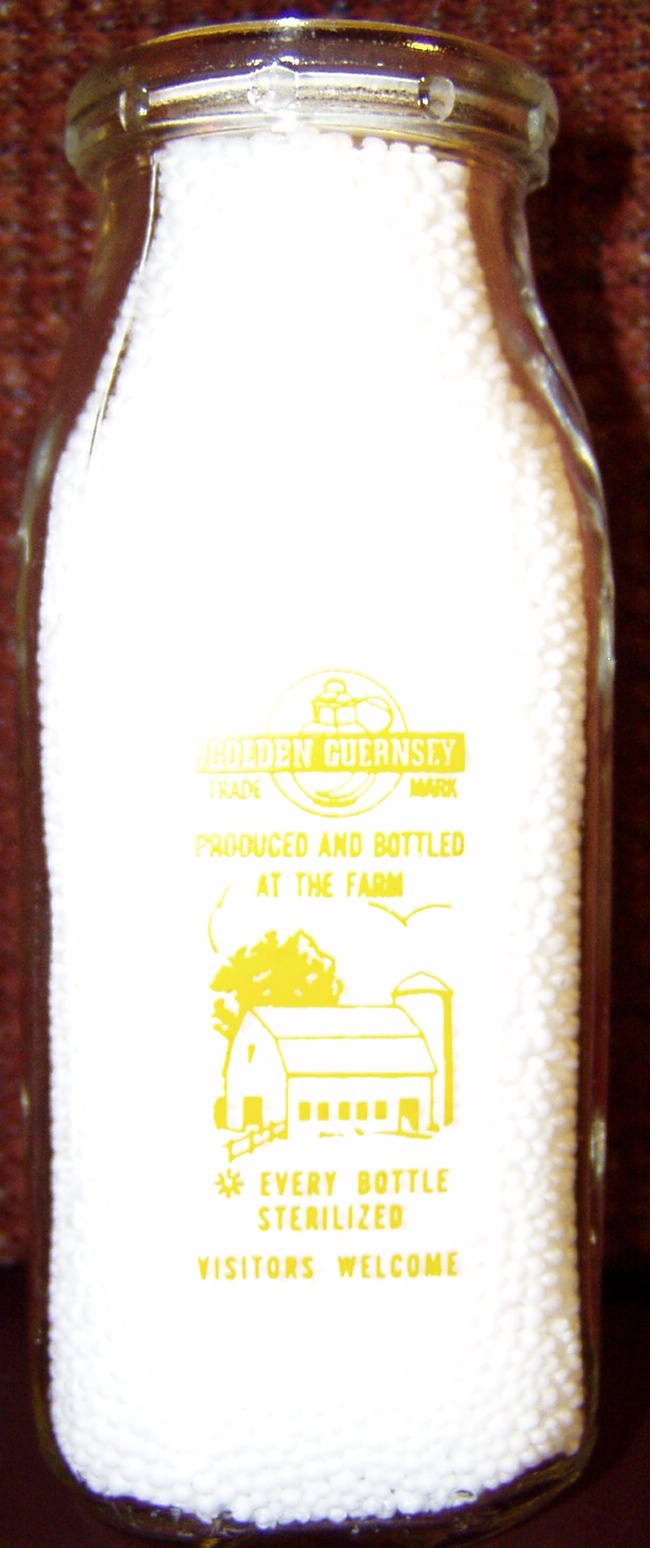 GOLDEN GUERNSEY
TRADE MARK
PRODUCED AND BOTTLED
AT THE FARM
EVERY BOTTLE
STERILIZED
VISITORS WELCOME